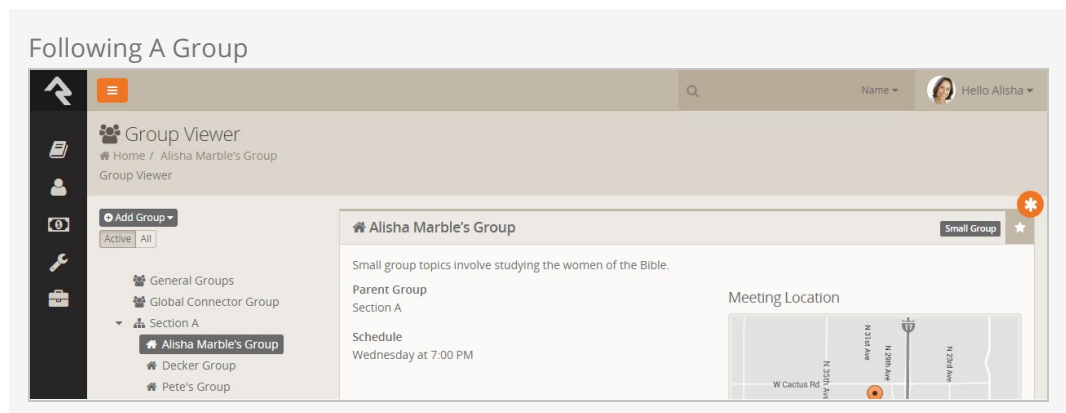 Following A Group
Name
Hello Alisha
Group Viewer
Home / Alisha Marble's Group
Group Viewer
Add Group
Active All
General Groups
Global Connector Group
Section A
Alisha Marble's Group
Decker Group
Pete's Group
Alisha Marble's Group
Small Group
Small group topics involve studying the women of the Bible.
Parent Group
Section A
Schedule
Wednesday at 7:00 PM
Meeting Location
N 31st Ave
17
N 29th Ave
N 23rd Ave
N 35th Ave
W Cactus Rd